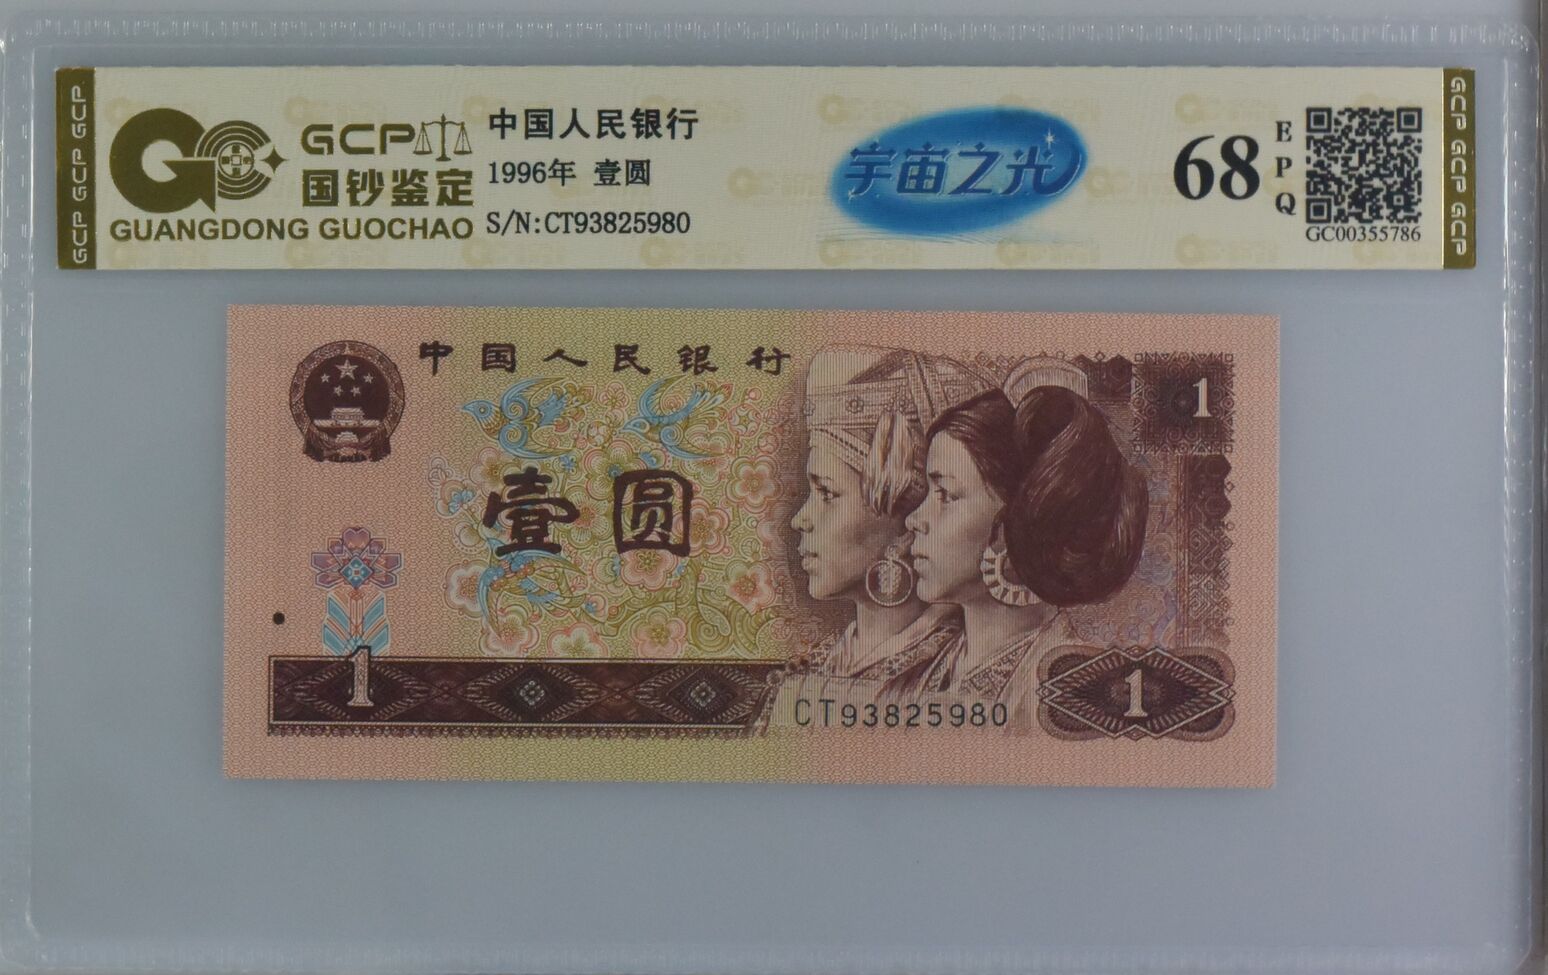 GCP GCP GCP
GCP
国钞鉴定
GUANGDONG GUOCHAO
中国人民银行
1996年 壹圆
S/N:CT93825980
宇宙之光
68
EPQ
GC00355786
GCP GCP GCP
中国人民银行
1
壹圆
1
CT93825980
1